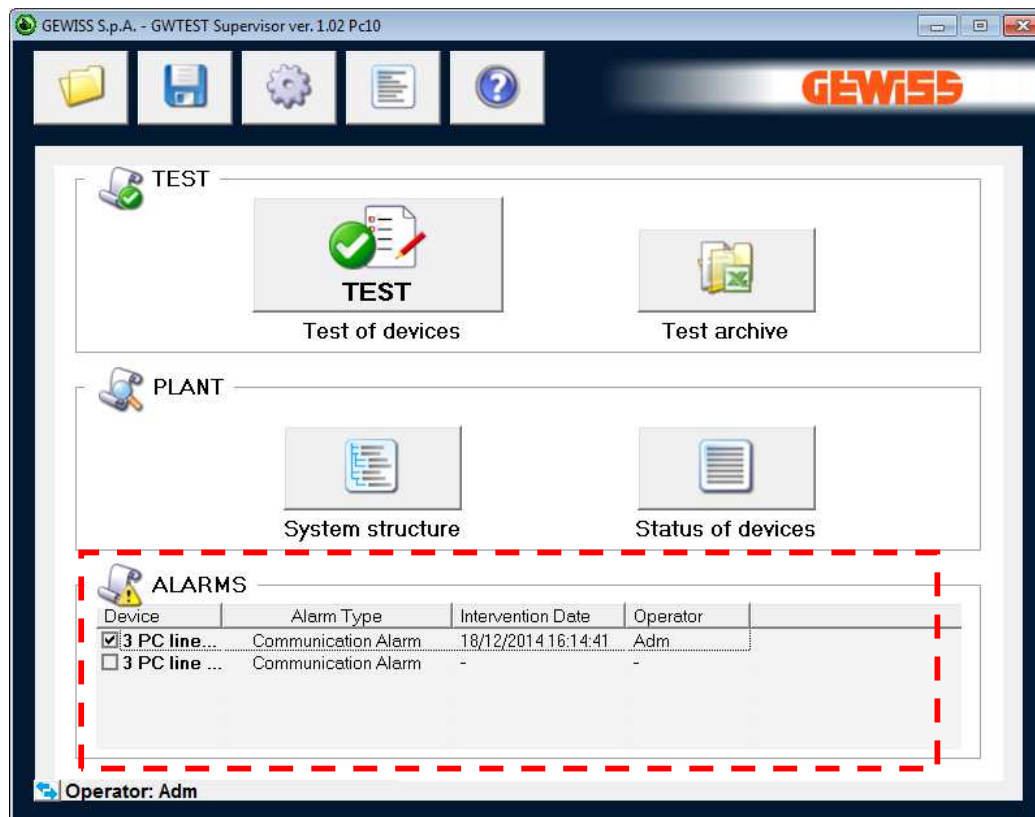 GEWISS S.p.A. - GWTEST Supervisor ver. 1.02 Pc10
GEWISS
TEST
TEST
Test of devices
Test archive
PLANT
System structure
Status of devices
ALARMS
Device Alarm Type Intervention Date Operator
3 PC line... Communication Alarm 18/12/2014 16:14:41 Adm
3 PC line ... Communication Alarm - -
Operator: Adm